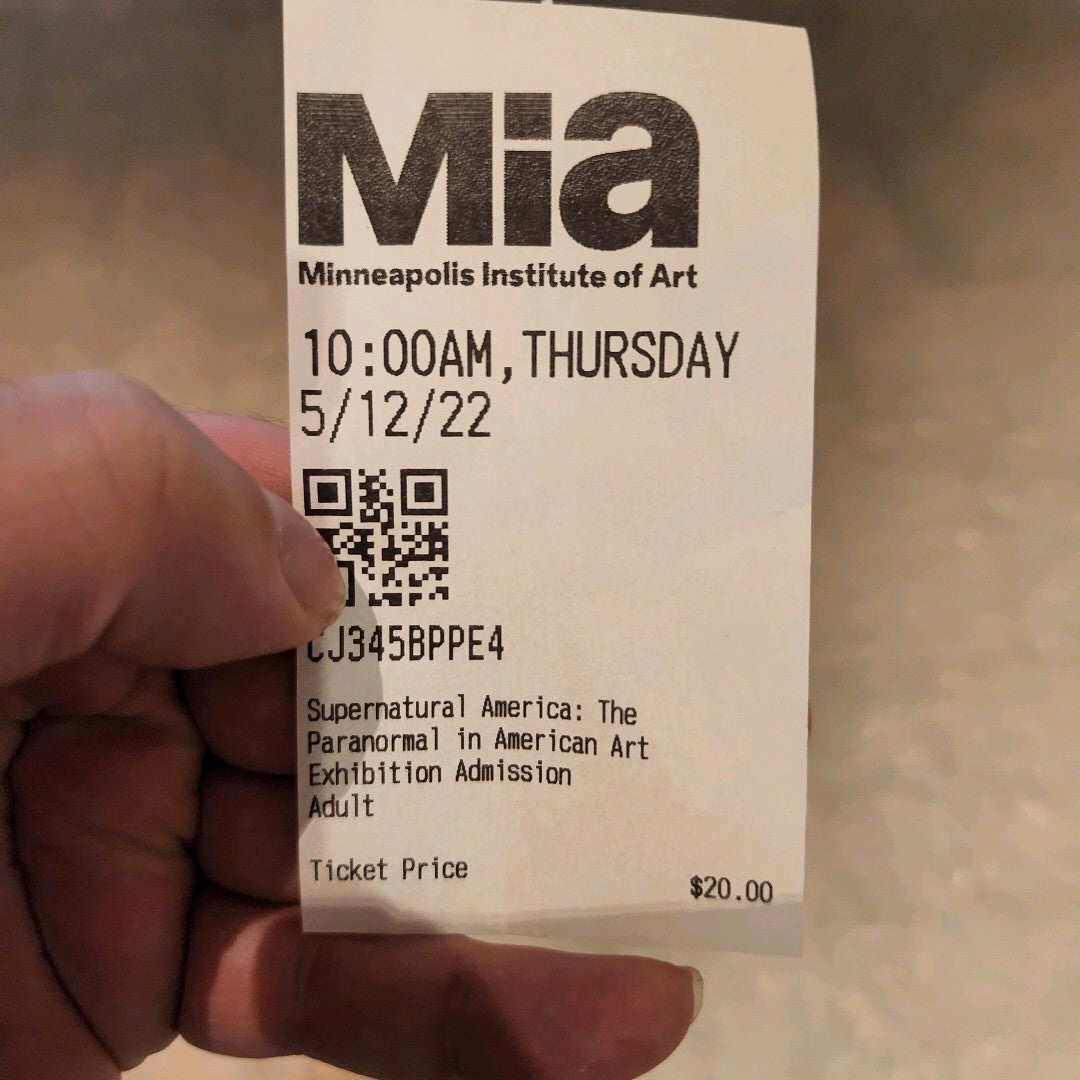 Mia
Minneapolis Institute of Art
10:00AM, THURSDAY
5/12/22
CJ345BPPE4
Supernatural America: The
Paranormal in American Art
Exhibition Admission
Adult
Ticket Price
$20.00